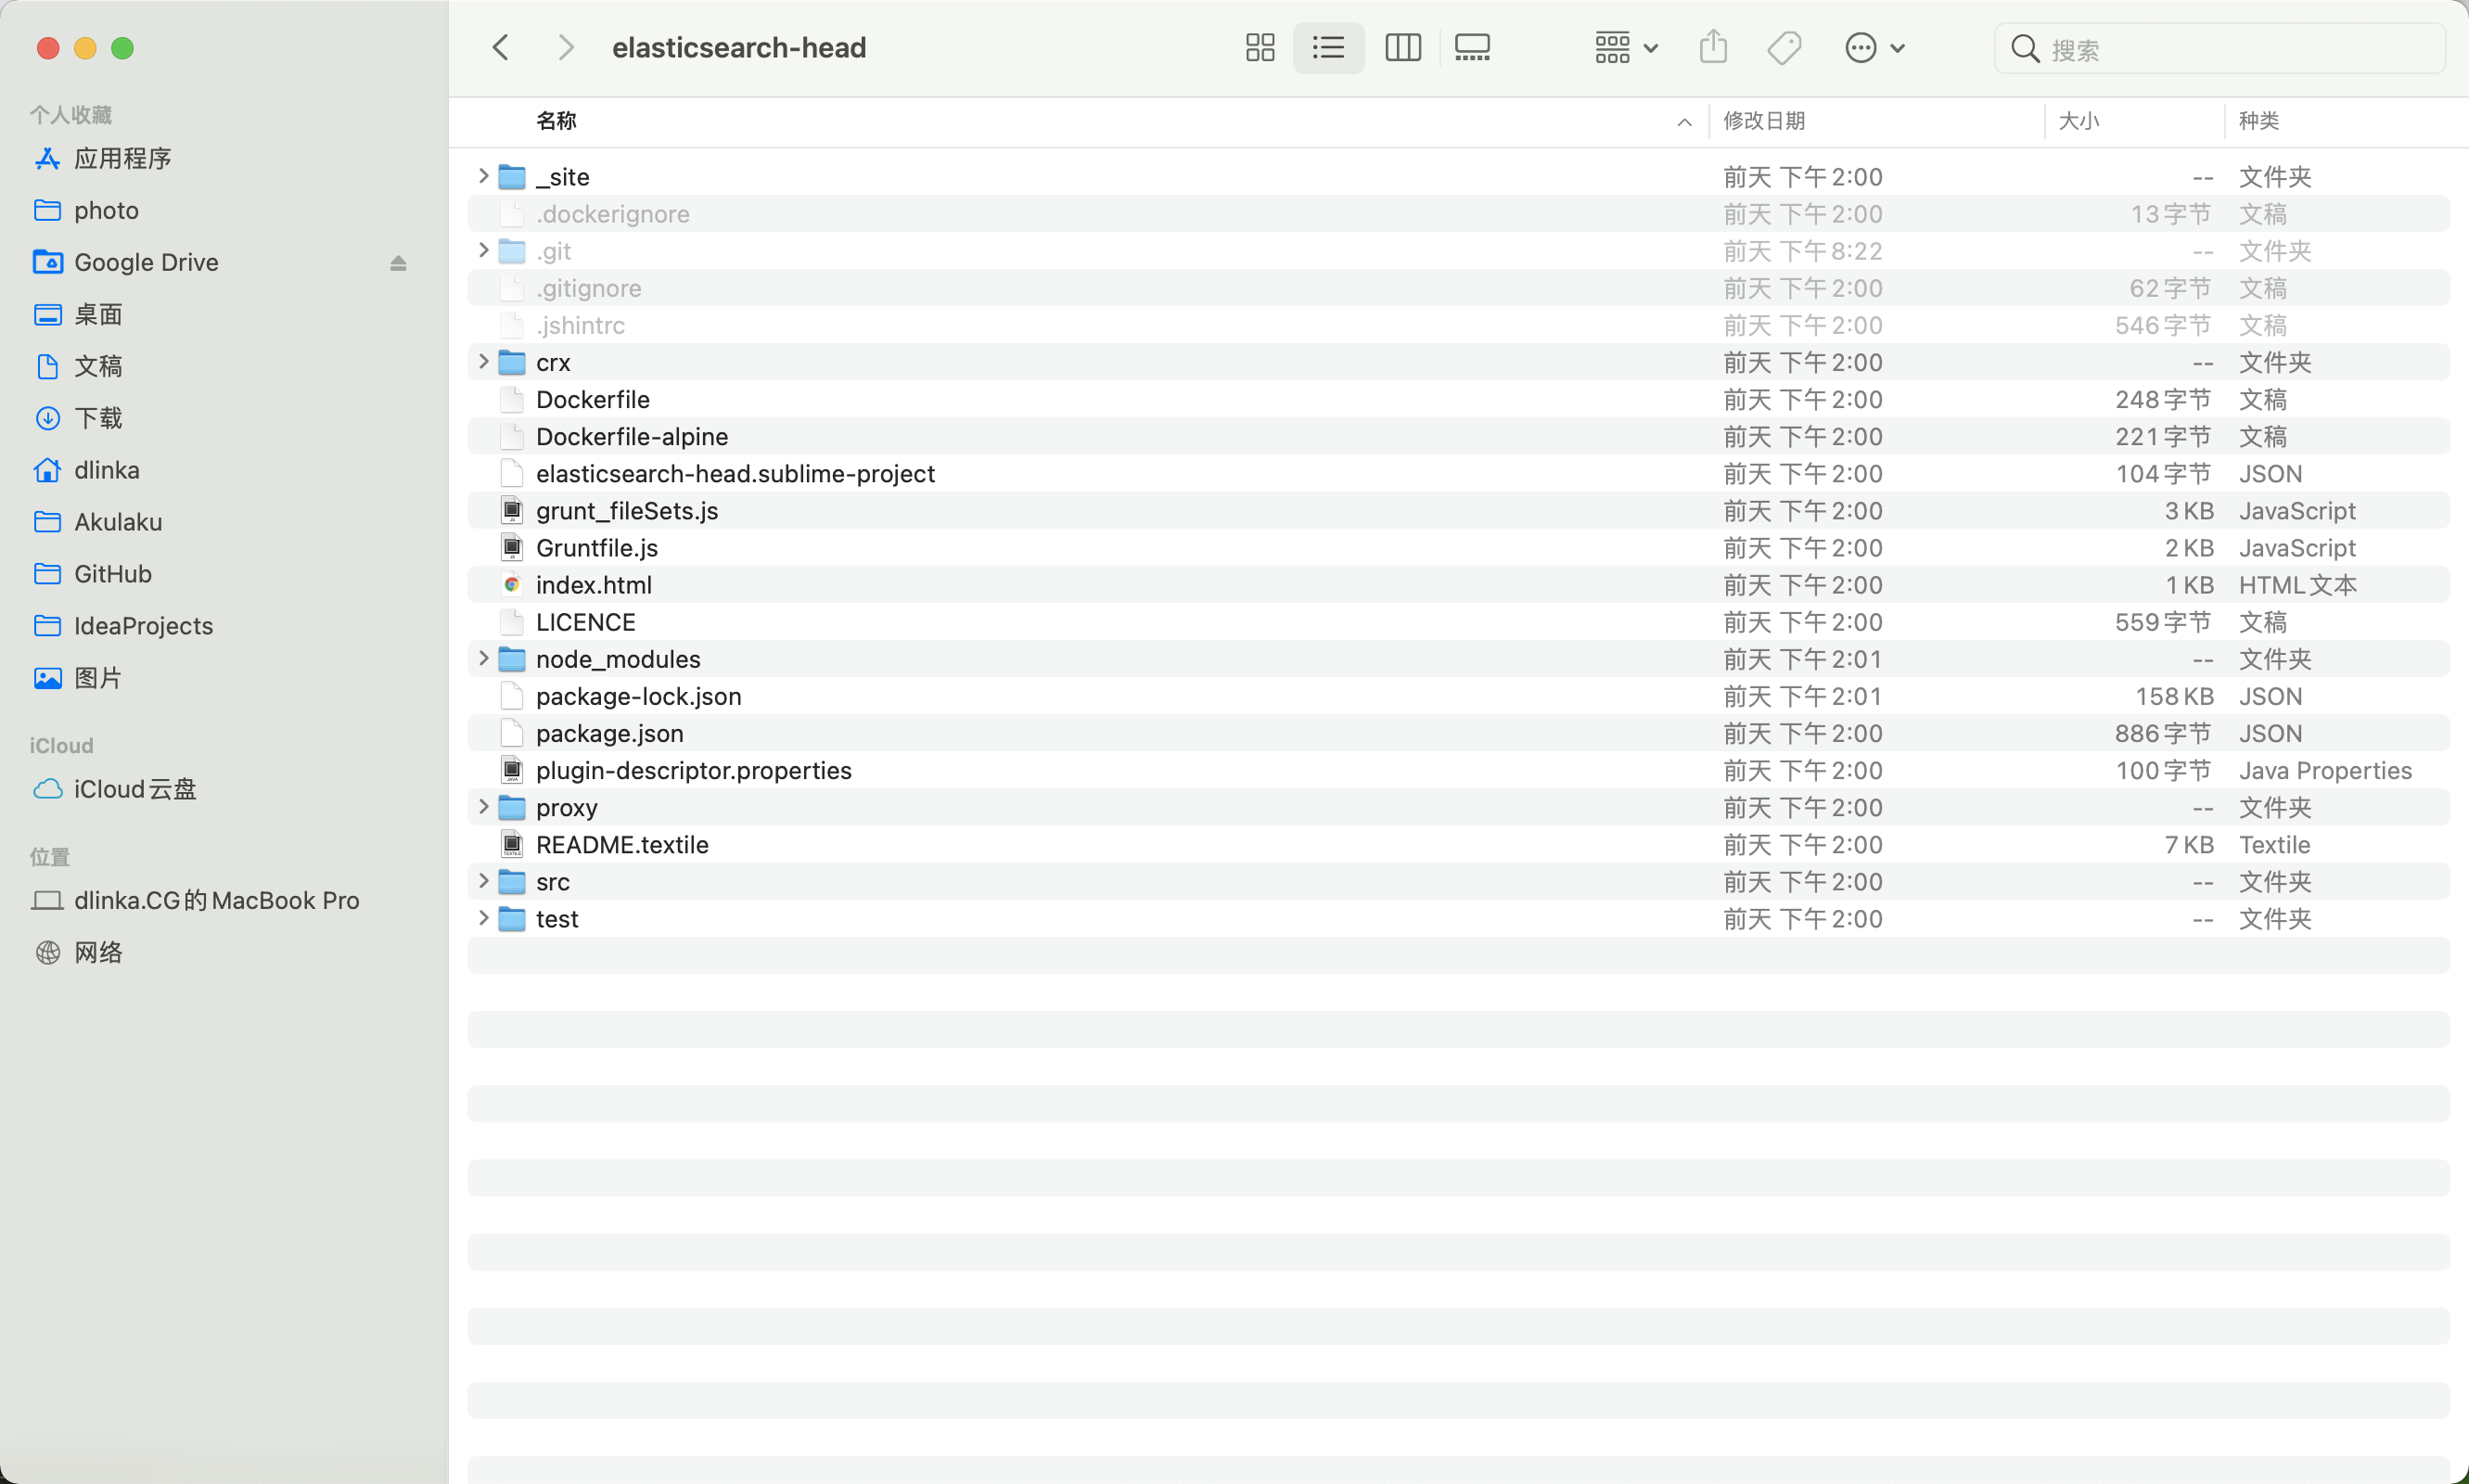 elasticsearch-head
搜索
个人收藏
应用程序
photo
Google Drive
桌面
文稿
下载
dlinka
Akulaku
GitHub
IdeaProjects
图片
iCloud
iCloud云盘
位置
dlinka.CG的MacBook Pro
网络
名称 修改日期 大小 种类
_site 前天 下午2:00 -- 文件夹
.dockerignore 前天 下午2:00 13字节 文稿
.git 前天 下午8:22 -- 文件夹
.gitignore 前天 下午2:00 62字节 文稿
.jshintrc 前天 下午2:00 546字节 文稿
crx 前天 下午2:00 -- 文件夹
Dockerfile 前天 下午2:00 248字节 文稿
Dockerfile-alpine 前天 下午2:00 221字节 文稿
elasticsearch-head.sublime-project 前天 下午2:00 104字节 JSON
grunt_fileSets.js 前天 下午2:00 3 KB JavaScript
Gruntfile.js 前天 下午2:00 2 KB JavaScript
index.html 前天 下午2:00 1 KB HTML文本
LICENCE 前天 下午2:00 559字节 文稿
node_modules 前天 下午2:01 -- 文件夹
package-lock.json 前天 下午2:01 158 KB JSON
package.json 前天 下午2:00 886字节 JSON
plugin-descriptor.properties 前天 下午2:00 100字节 Java Properties
proxy 前天 下午2:00 -- 文件夹
README.textile 前天 下午2:00 7 KB Textile
src 前天 下午2:00 -- 文件夹
test 前天 下午2:00 -- 文件夹